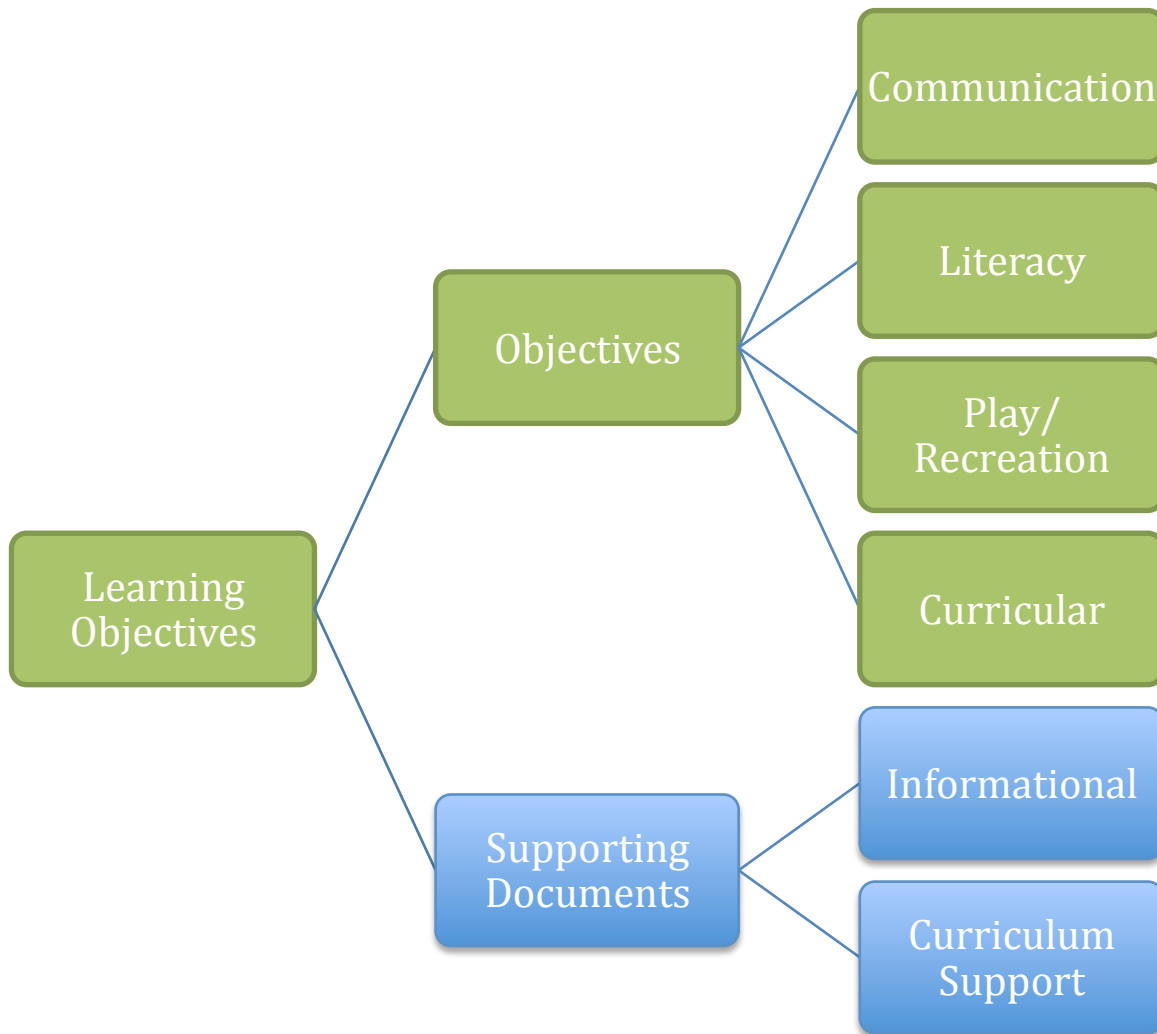 Communication
Literacy
Objectives
Play/
Recreation
Learning
Objectives
Curricular
Informational
Supporting
Documents
Curriculum
Support